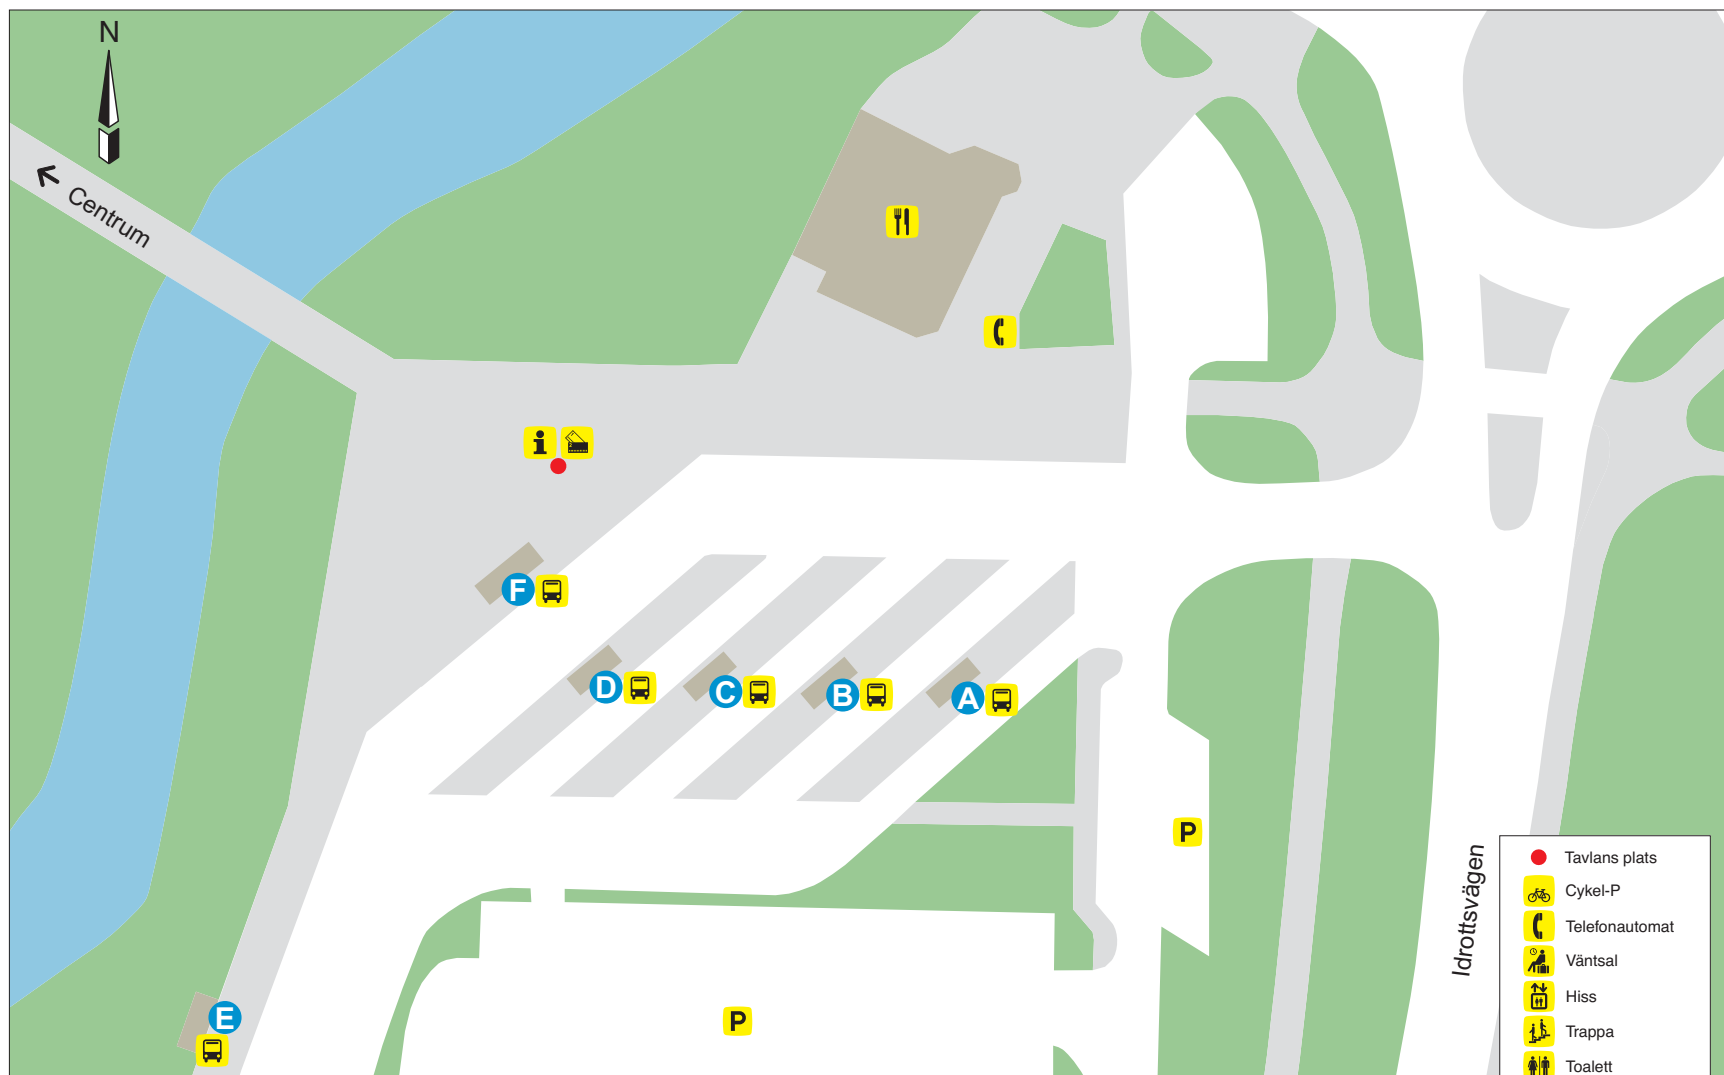 N
Centrum
F
D
C
B
A
P
E
P
Idrottsvägen
Tavlans plats
Cykel-P
Telefonautomat
Väntsal
Hiss
Trappa
Toalett